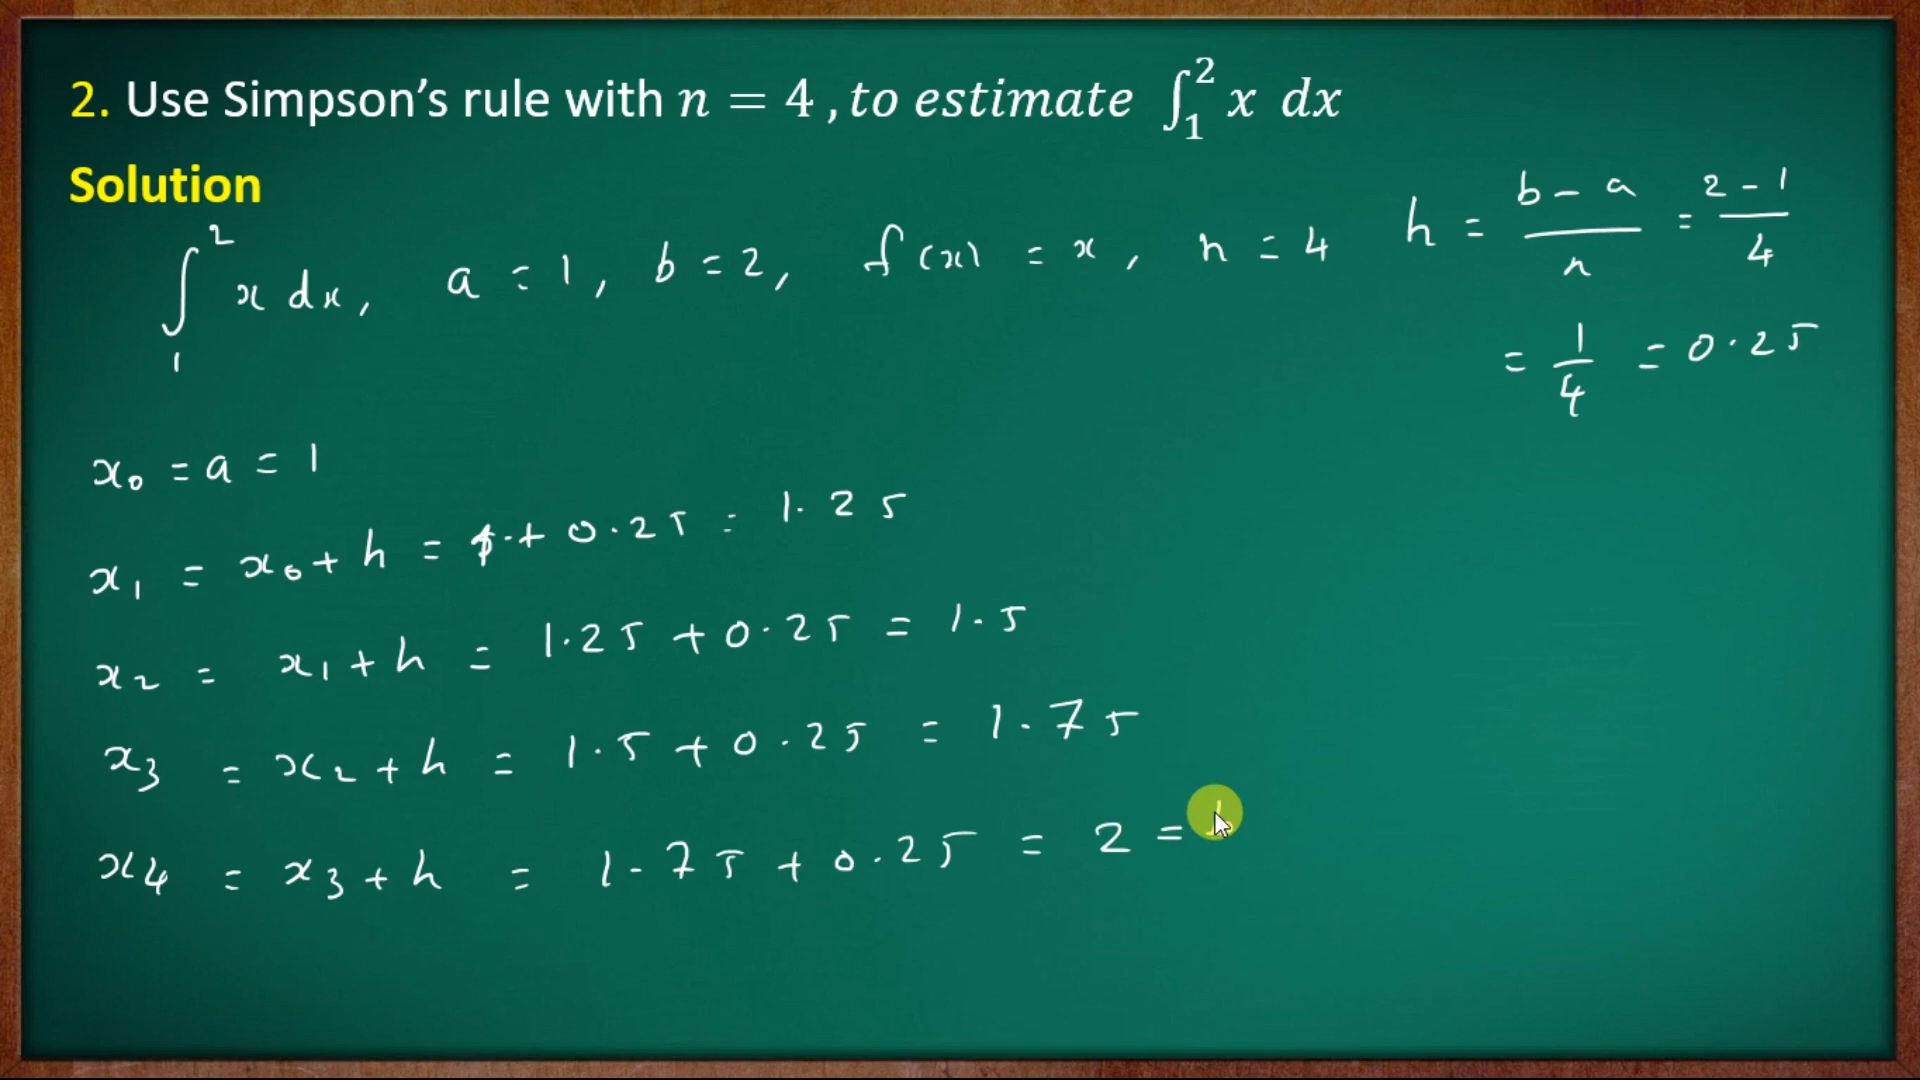 2. Use Simpson's rule with n = 4 , to estimate ∫₁² x dx
Solution
∫₁² x dx, a = 1, b = 2, f(x) = x, n = 4 h = (b - a)/n = (2 - 1)/4
= 1/4 = 0.25
x₀ = a = 1
x₁ = x₀ + h = 1 + 0.25 = 1.25
x₂ = x₁ + h = 1.25 + 0.25 = 1.5
x₃ = x₂ + h = 1.5 + 0.25 = 1.75
x₄ = x₃ + h = 1.75 + 0.25 = 2 =